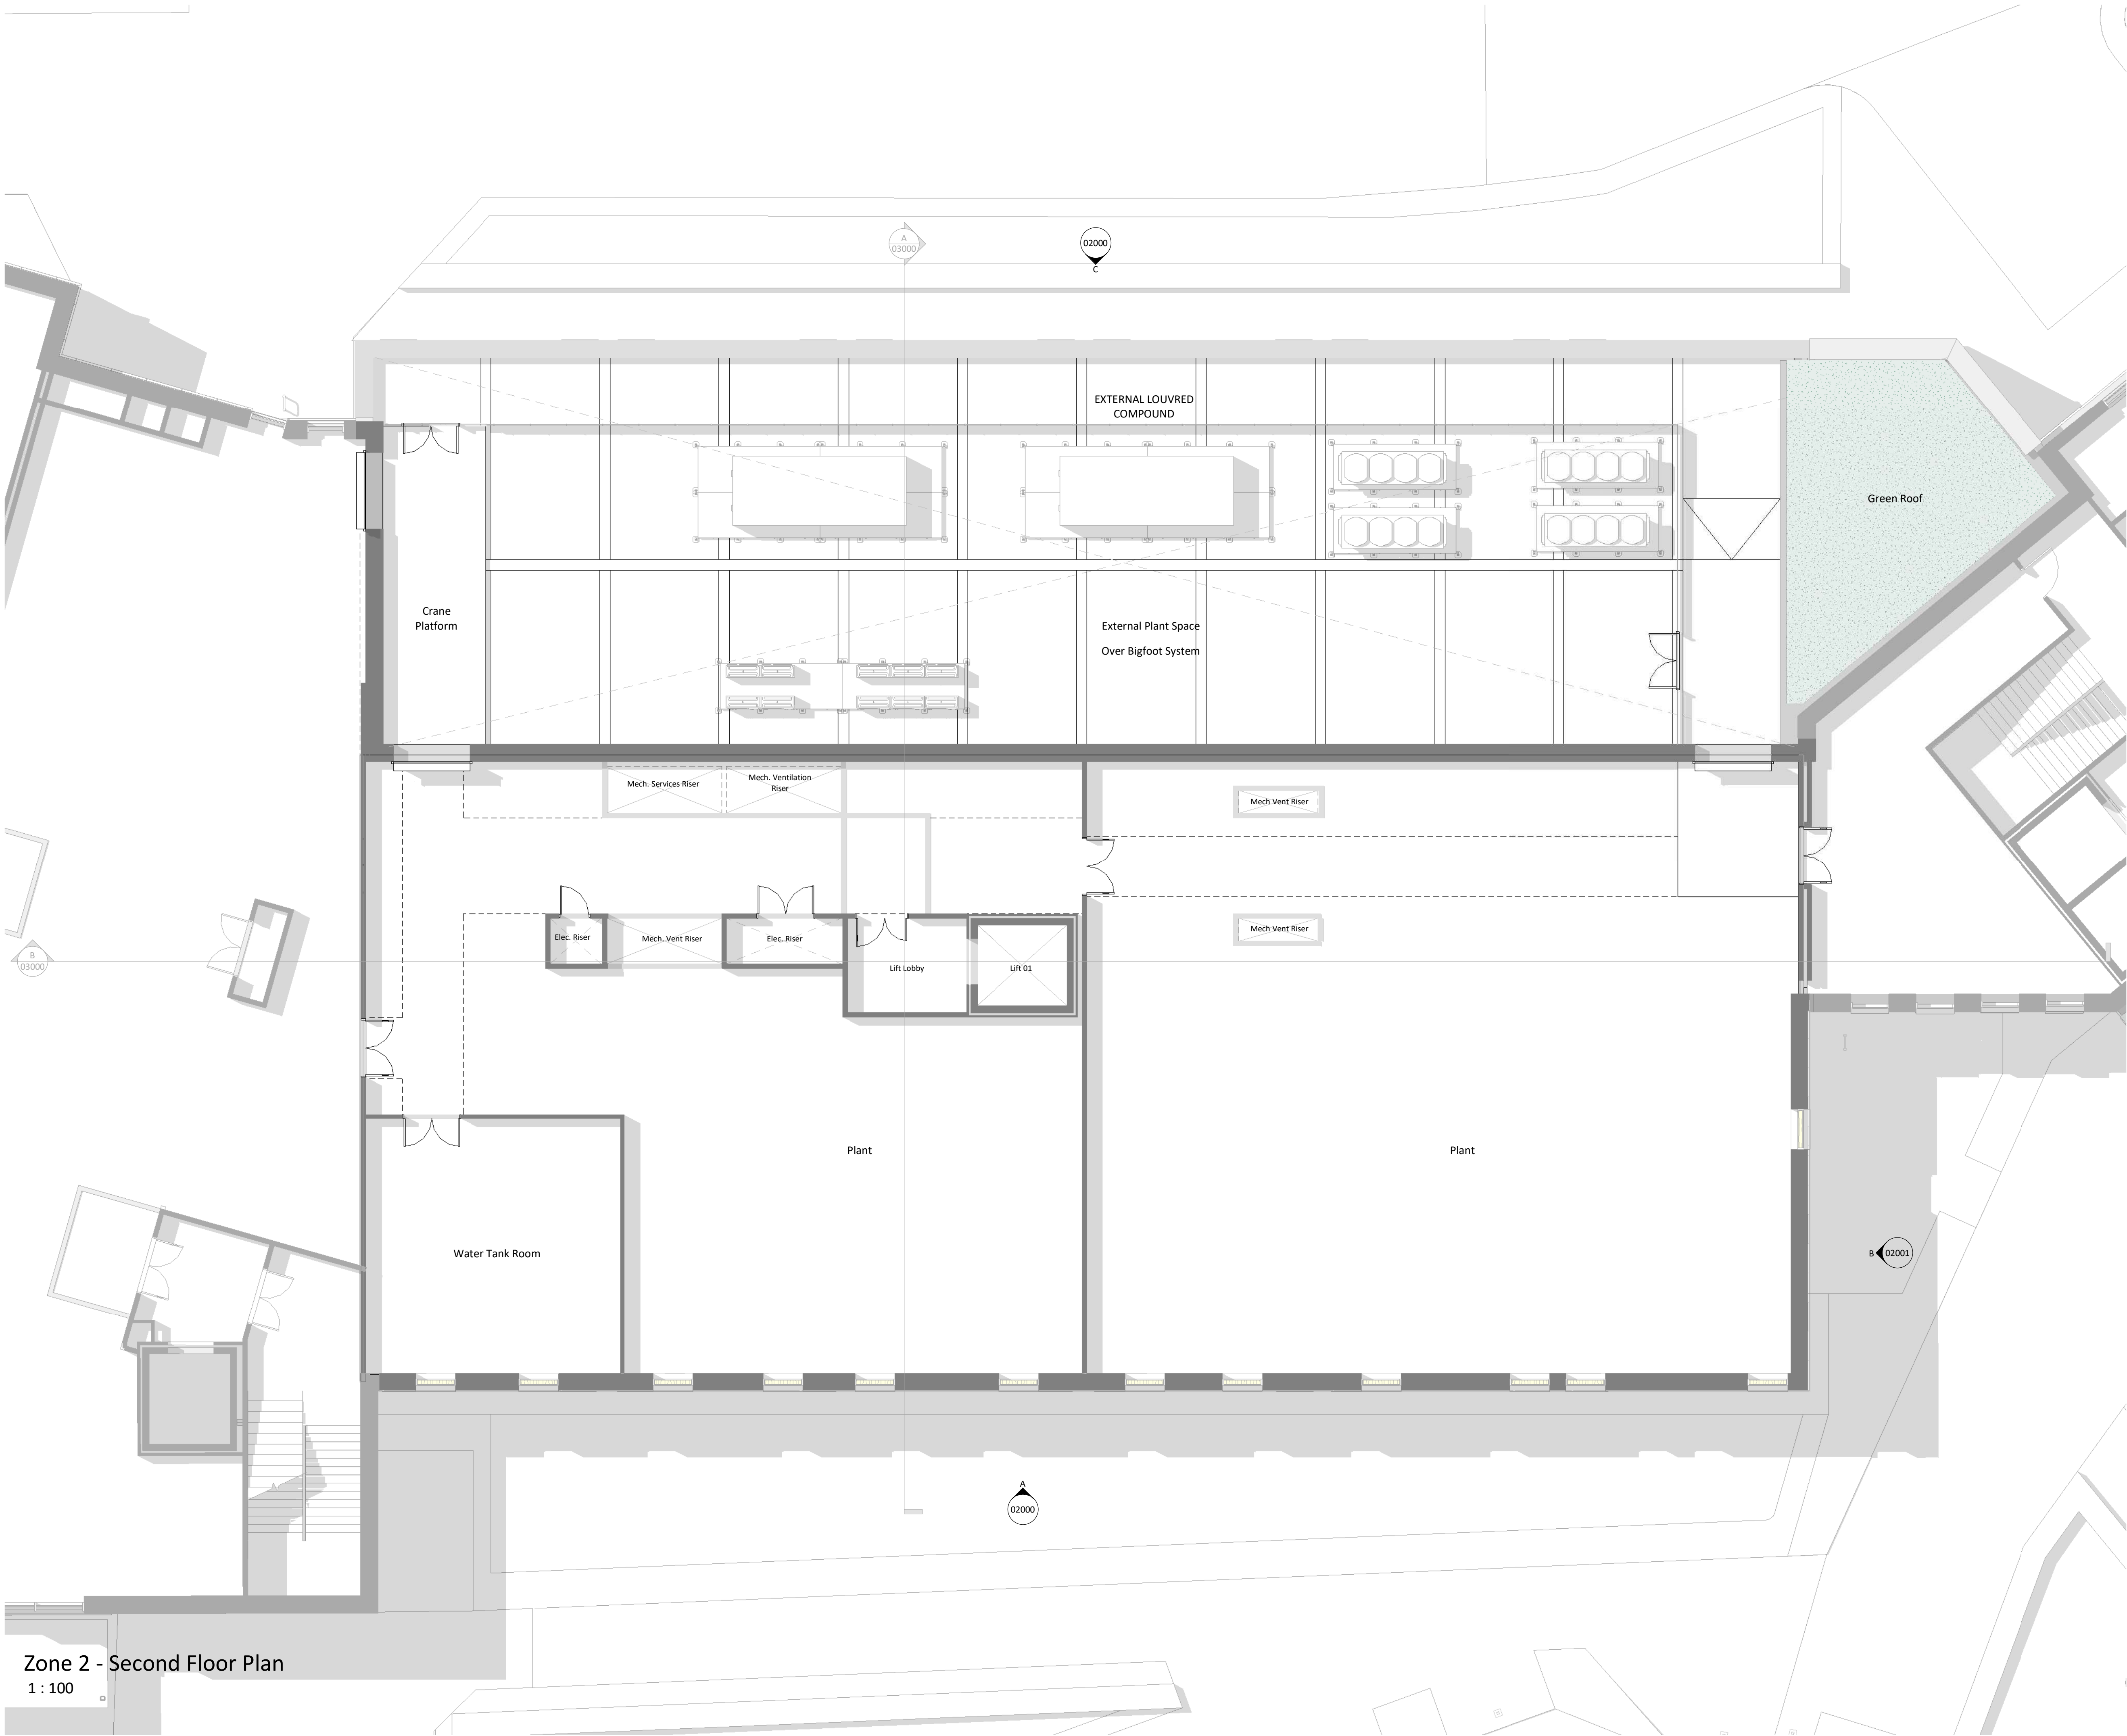 A
03000
02000
C
EXTERNAL LOUVRED
COMPOUND
Green Roof
Crane
Platform
External Plant Space
Over Bigfoot System
Mech. Services Riser
Mech. Ventilation
Riser
Mech Vent Riser
Elec. Riser
Mech. Vent Riser
Elec. Riser
Mech Vent Riser
B
03000
Lift Lobby
Lift 01
Plant
Plant
Water Tank Room
B
02001
A
02000
Zone 2 - Second Floor Plan
1 : 100